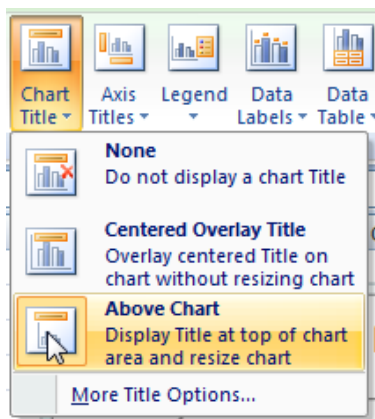 Chart Axis Legend Data Data
Title Titles Labels Table
None
Do not display a chart Title
Centered Overlay Title
Overlay centered Title on
chart without resizing chart
Above Chart
Display Title at top of chart
area and resize chart
More Title Options...